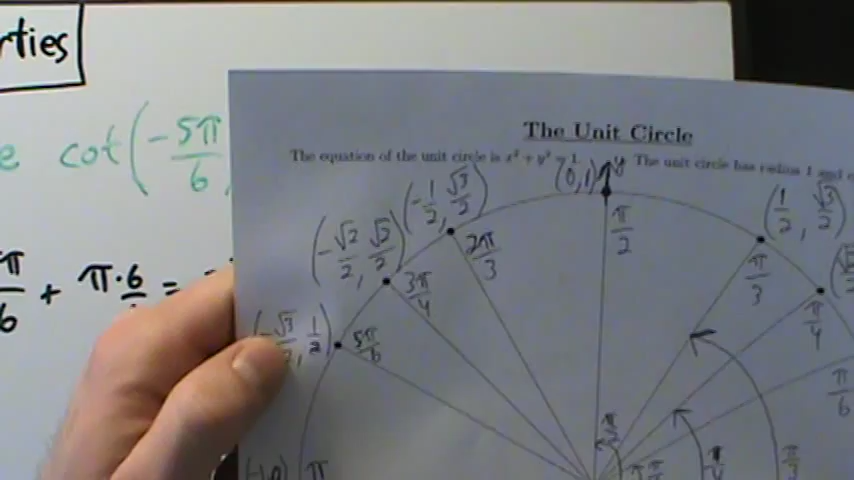 rties
e cot(-5π/6
The Unit Circle
The equation of the unit circle is x² + y² = 1. The unit circle has radius 1 and
(0,1) y
(-1/2, √3/2)
2π/3
π/2
(1/2, √3/2)
π/3
(-√2/2, √2/2)
3π/4
π/4
5π/6
π/6
π/6 + π·6/
=
(-1,0) π
π/4
π/3